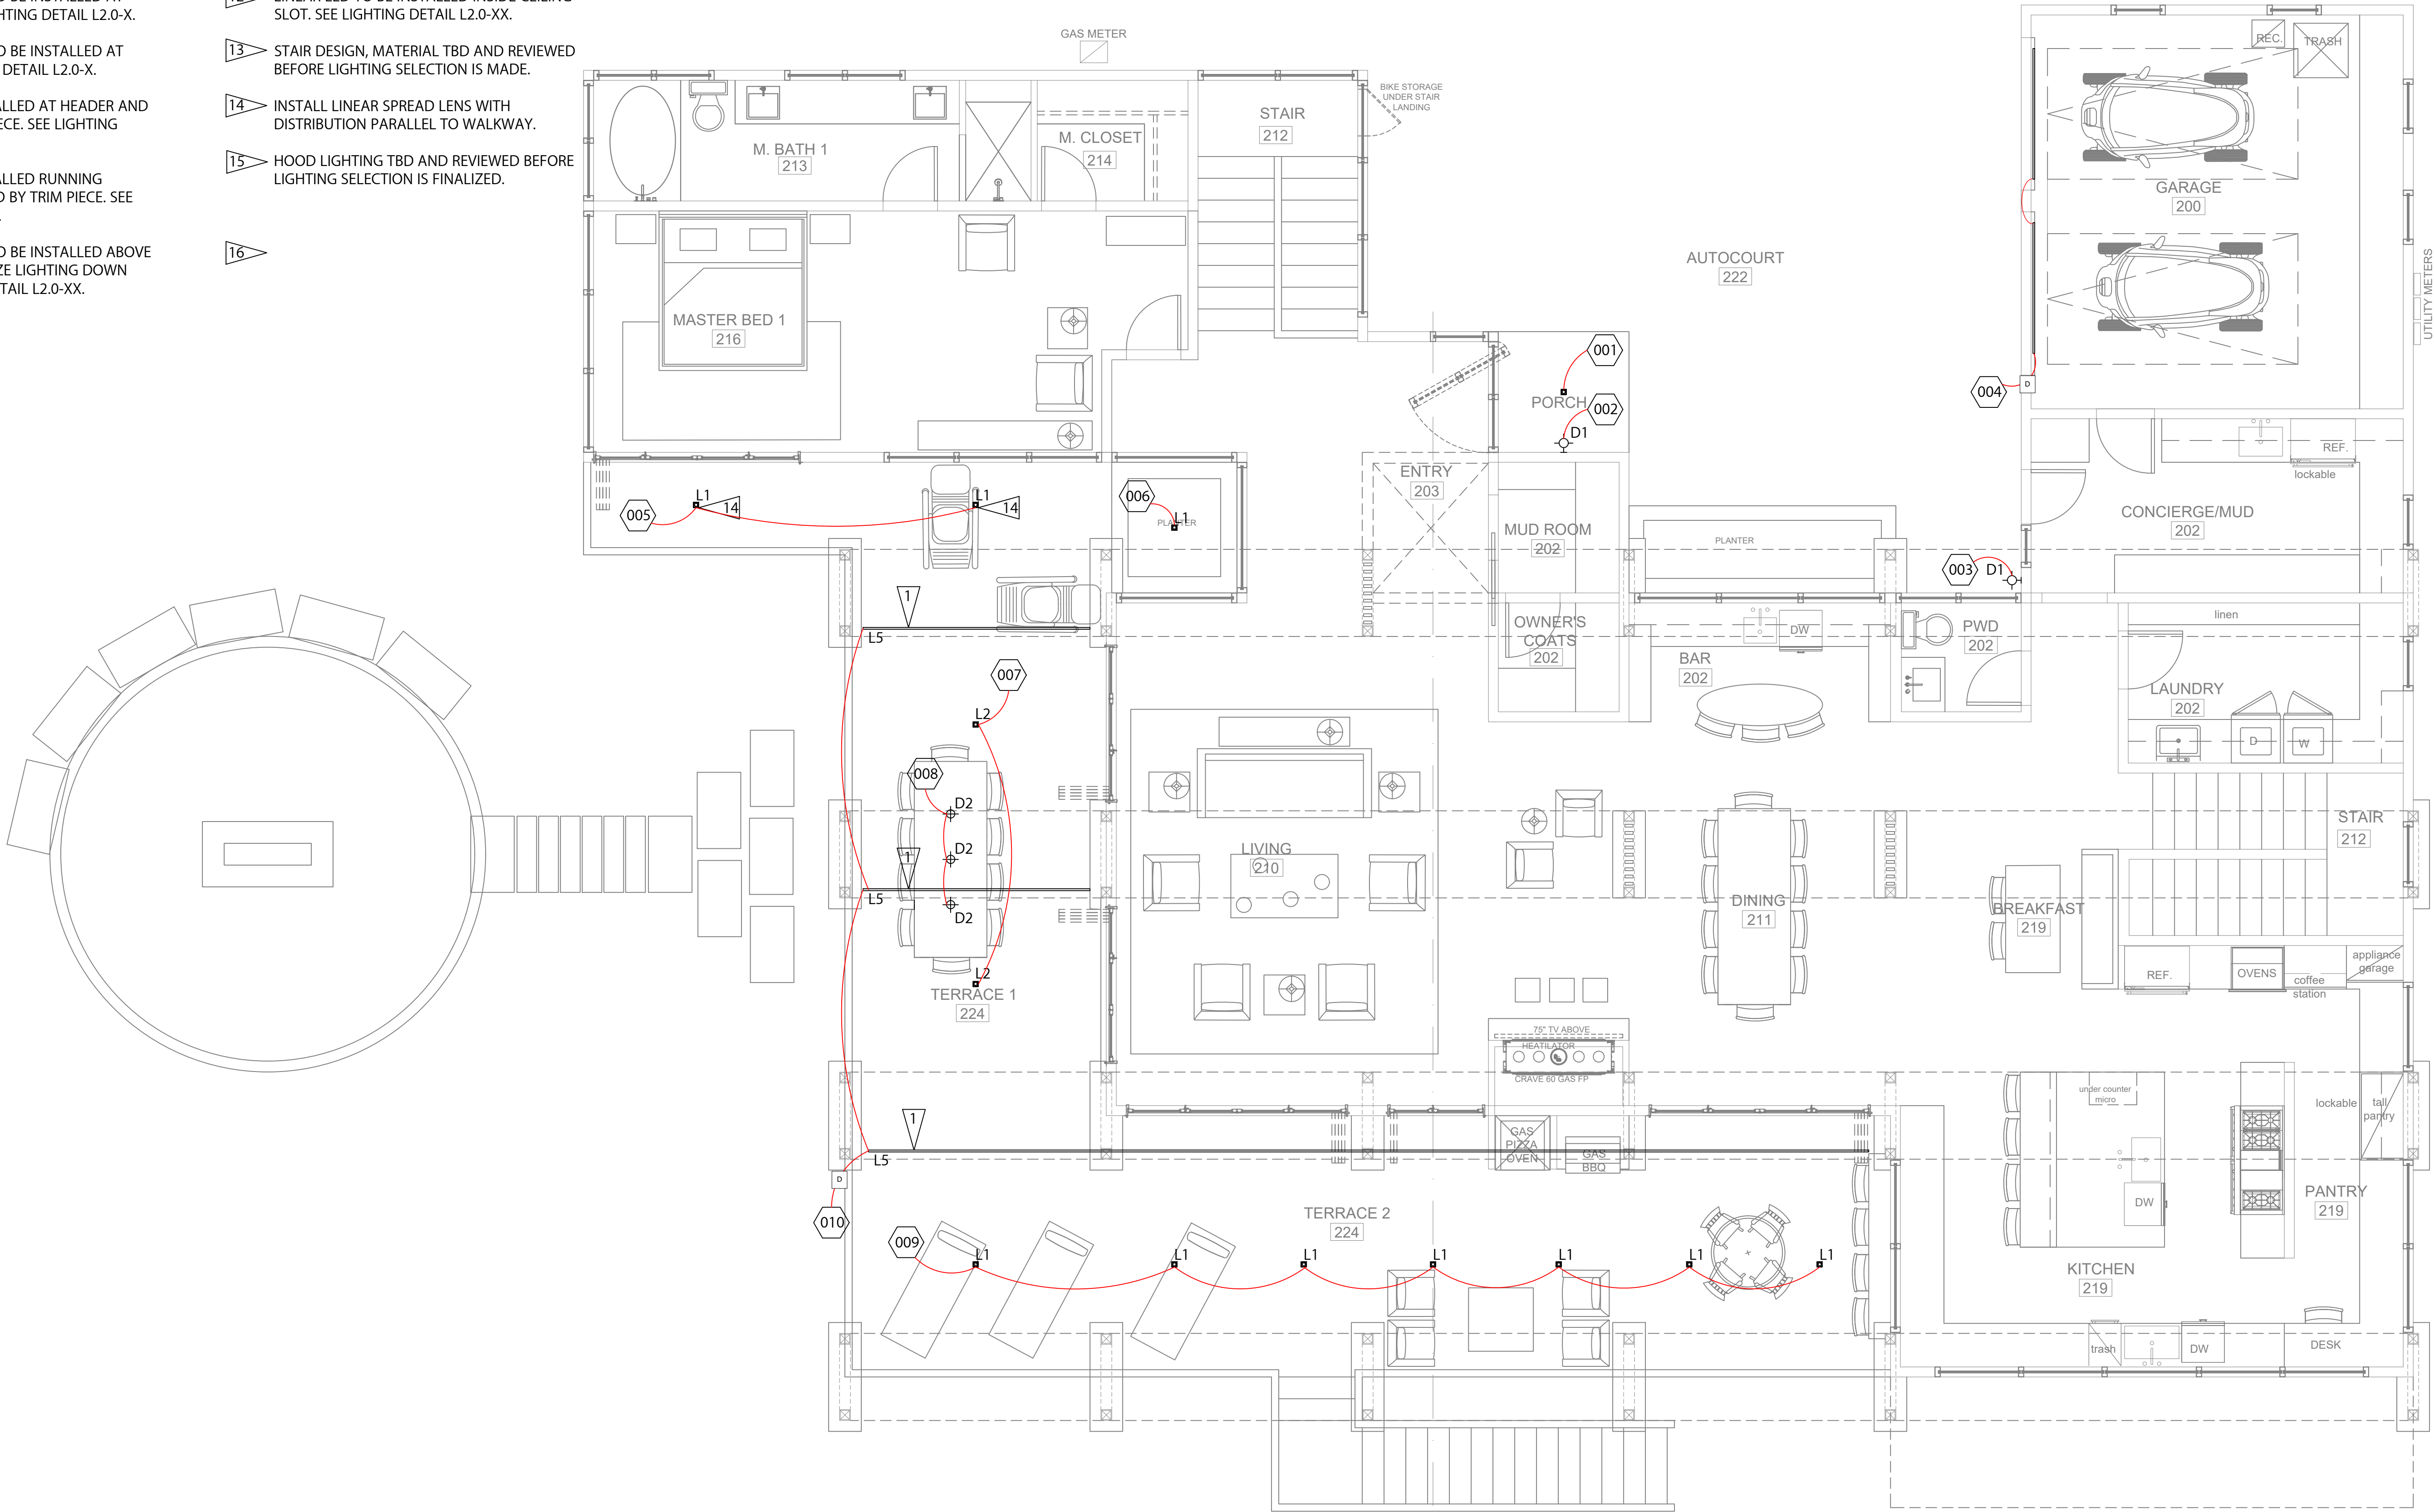 HTING DETAIL L2.0-X.
D BE INSTALLED AT
DETAIL L2.0-X.
ALLED AT HEADER AND
ECE. SEE LIGHTING
ALLED RUNNING
D BY TRIM PIECE. SEE
D BE INSTALLED ABOVE
ZE LIGHTING DOWN
TAIL L2.0-XX.
SLOT. SEE LIGHTING DETAIL L2.0-XX.
13 STAIR DESIGN, MATERIAL TBD AND REVIEWED
BEFORE LIGHTING SELECTION IS MADE.
14 INSTALL LINEAR SPREAD LENS WITH
DISTRIBUTION PARALLEL TO WALKWAY.
15 HOOD LIGHTING TBD AND REVIEWED BEFORE
LIGHTING SELECTION IS FINALIZED.
16
GAS METER
BIKE STORAGE
UNDER STAIR
LANDING
STAIR
212
M. BATH 1
213
M. CLOSET
214
MASTER BED 1
216
AUTOCOURT
222
REC.
TRASH
GARAGE
200
UTILITY METERS
001
PORCH
002
D1
004
D
REF.
lockable
ENTRY
203
CONCIERGE/MUD
202
005
L1
14
L1
14
006
L1
PLANTER
MUD ROOM
202
PLANTER
003
D1
1
L5
OWNER'S
COATS
202
DW
BAR
202
PWD
202
linen
LAUNDRY
202
D
W
007
L2
008
D2
D2
1
L5
D2
L2
TERRACE 1
224
LIVING
210
DINING
211
STAIR
212
BREAKFAST
219
REF.
OVENS
coffee
station
appliance
garage
75" TV ABOVE
HEATILATOR
CRAVE 60 GAS FP
under counter
micro
lockable
tall
pantry
1
L5
GAS
PIZZA
OVEN
GAS
BBQ
D
010
DW
PANTRY
219
TERRACE 2
224
009
L1
L1
L1
L1
L1
L1
L1
KITCHEN
219
trash
DW
DESK